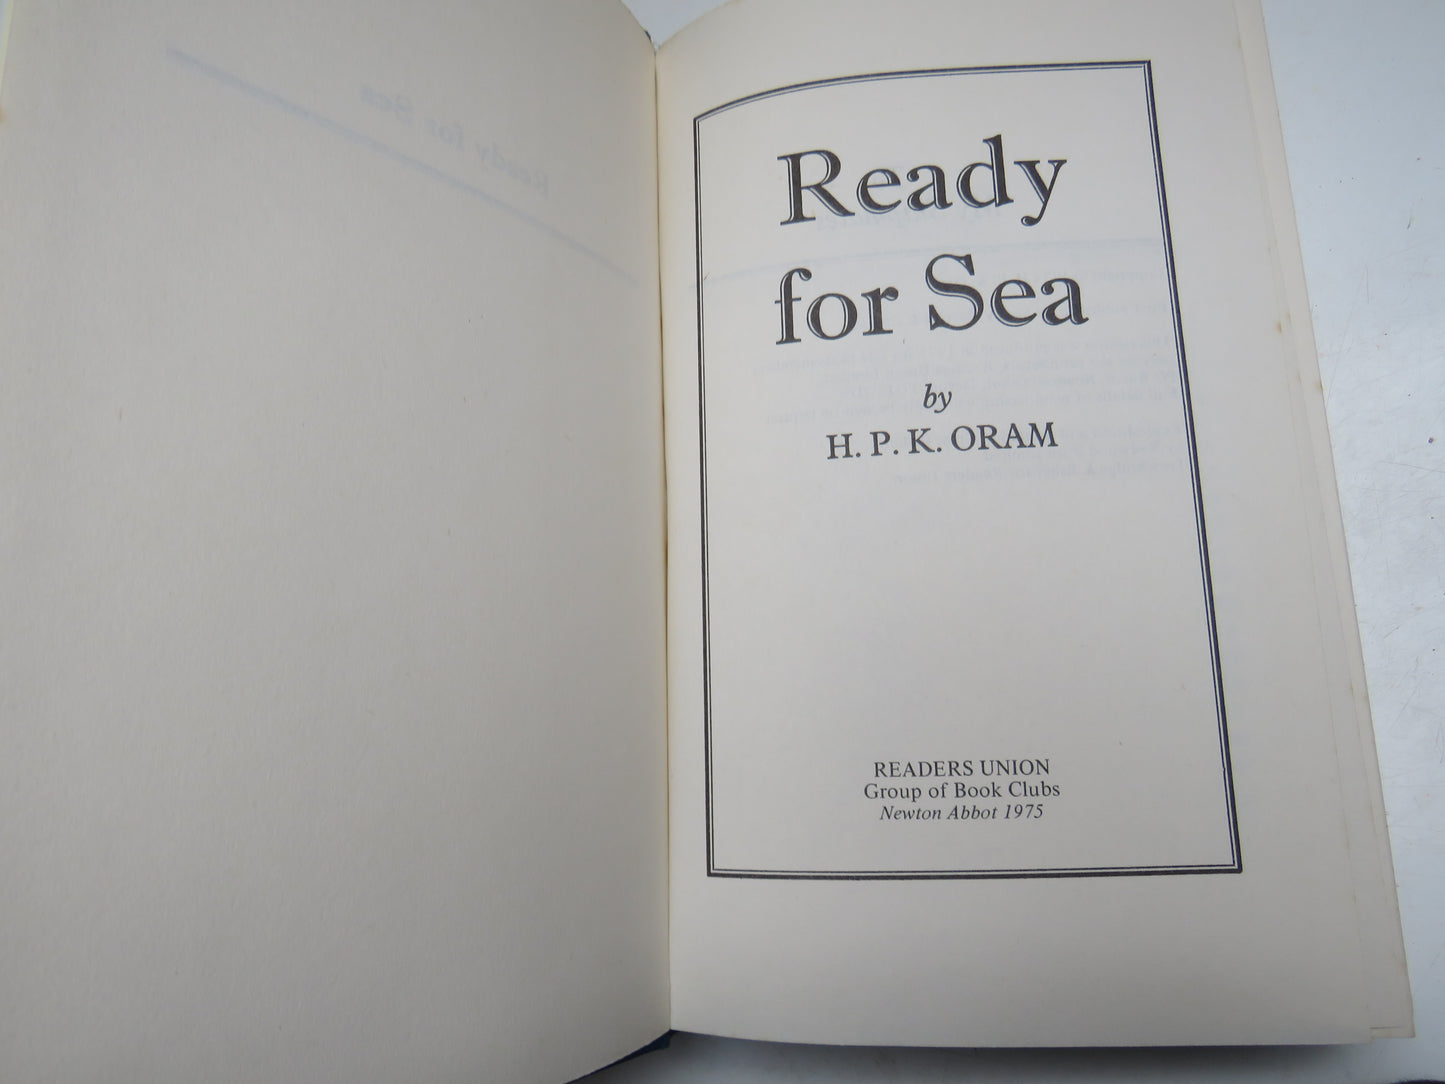 Ready
for Sea
by
H. P. K. ORAM
READERS UNION
Group of Book Clubs
Newton Abbot 1975